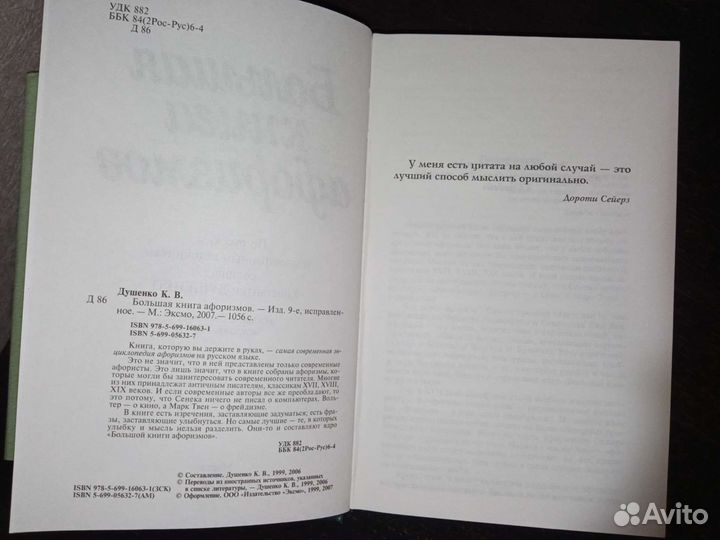 УДК 882
ББК 84(2Рос-Рус)6-4
Д 86
Большая
книга
афоризмов
Душенко К. В.
Д 86
Большая книга афоризмов. — Изд. 9-е, исправлен-
ное. — М.: Эксмо, 2007.— 1056 с.
ISBN 978-5-699-16063-1
ISBN 5-699-05632-7
Книга, которую вы держите в руках, — самая современная эн-
циклопедия афоризмов на русском языке.
Это не значит, что в ней представлены только современные
афористы. Это лишь значит, что в книге собраны афоризмы, ко-
торые могли бы заинтересовать современного читателя. Многие
из них принадлежат античным писателям, классикам XVII, XVIII,
XIX веков. И если современные авторы все же преобладают, то
это потому, что Сенека ничего не писал о компьютерах, Воль-
тер — о кино, а Марк Твен — о фрейдизме.
В книге есть изречения, заставляющие задуматься; есть фра-
зы, заставляющие улыбнуться. Но самые лучшие — те, в которых
улыбку и мысль нельзя разделить. Они-то и составляют ядро
«Большой книги афоризмов».
УДК 882
ББК 84(2Рос-Рус)6-4
© Составление. Душенко К. В., 1999, 2006
© Переводы из иностранных источников, указанных
в списке литературы. — Душенко К. В., 1999, 2006
© Оформление. ООО «Издательство «Эксмо», 1999, 2007
ISBN 978-5-699-16063-1(ЗСК)
ISBN 5-699-05632-7(АМ)
У меня есть цитата на любой случай — это
лучший способ мыслить оригинально.
Дороти Сейерз
Avito